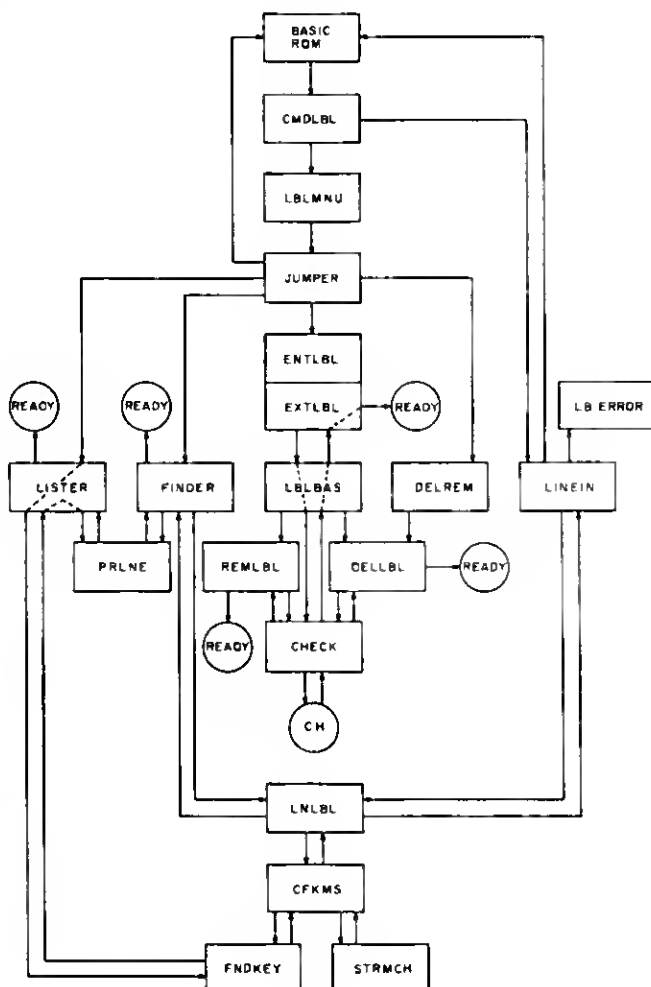 BASIC
ROM
CMDLBL
LBLMNU
JUMPER
ENTLBL
EXTLBL
READY
READY
READY
LB ERROR
LISTER
FINDER
LBLBAS
DELREM
LINEIN
PRLNE
REMLBL
DELLBL
READY
READY
CHECK
CH
LNLBL
CFKMS
FNDKEY
STRMCH